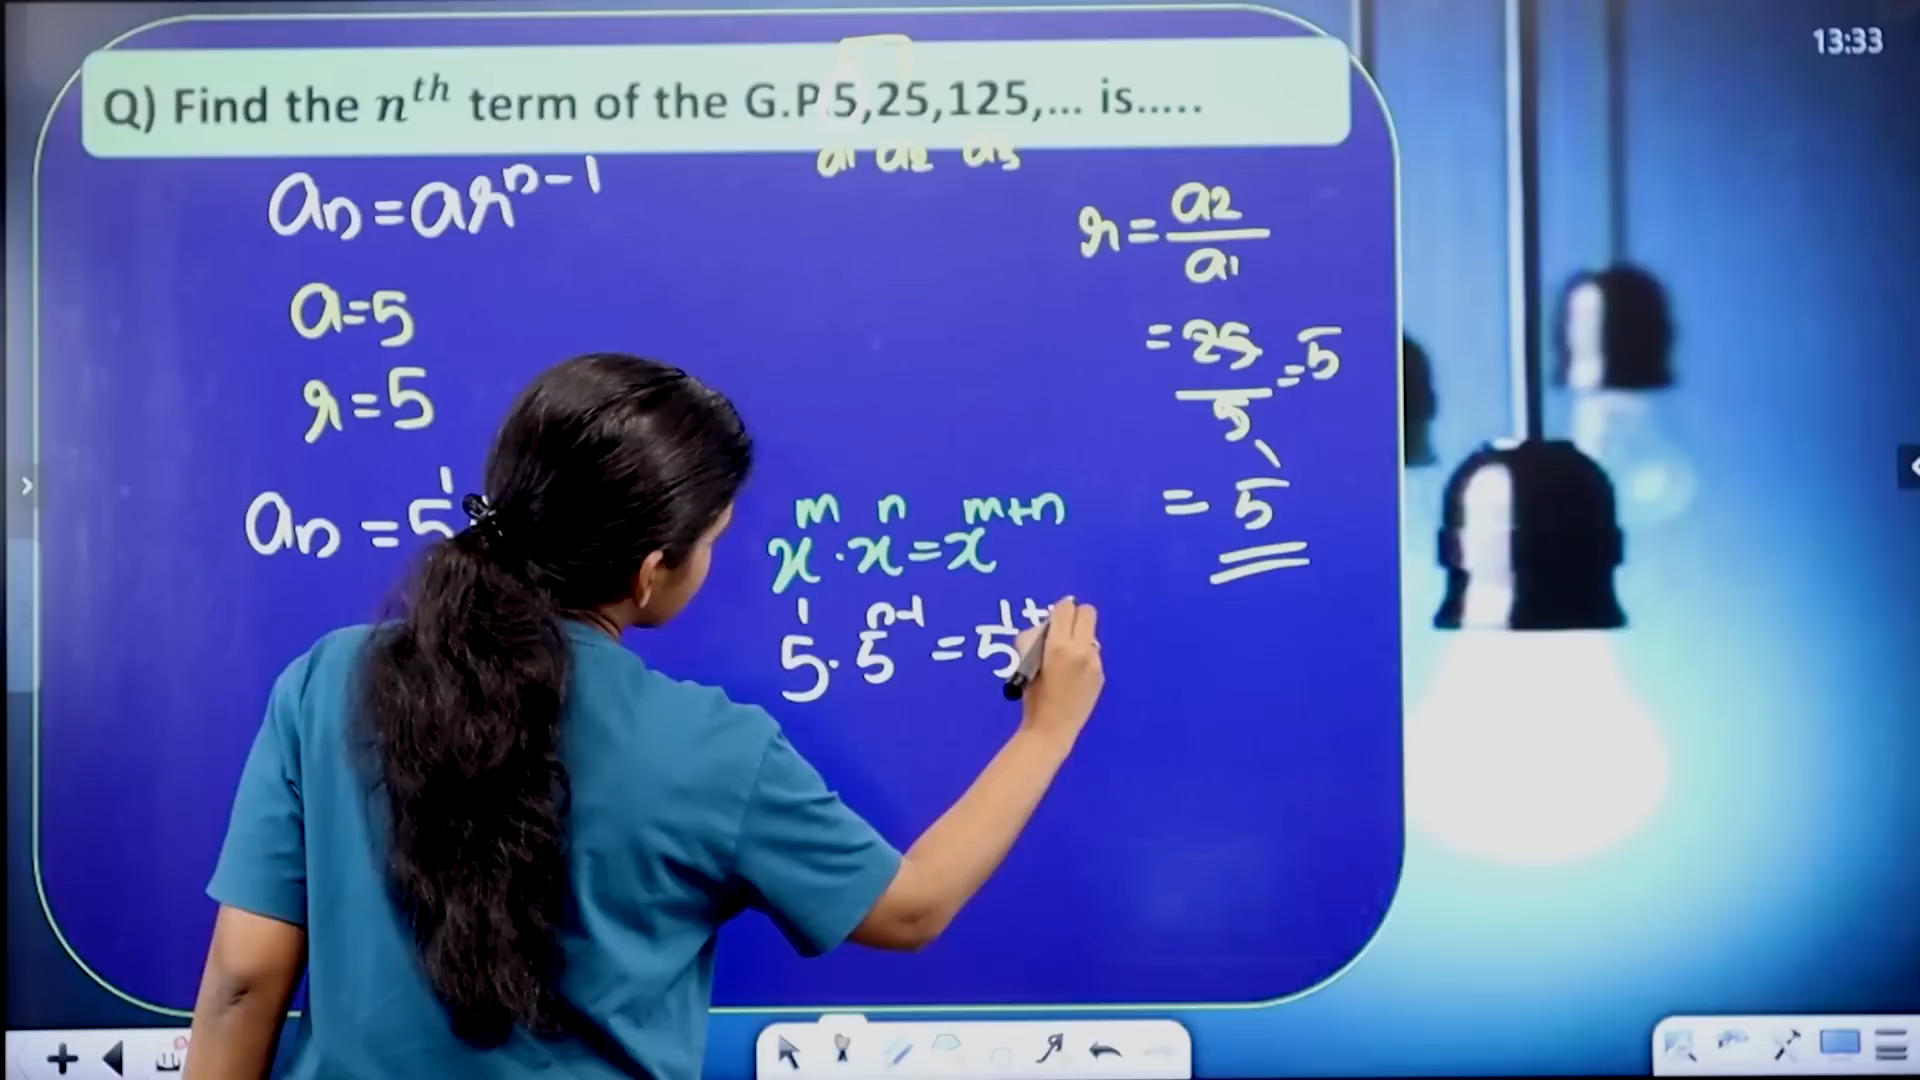 13:33
Q) Find the nᵗʰ term of the G.P 5,25,125,... is.....
a1 a2 a3
aₙ = arⁿ⁻¹
a=5
r=5
aₙ = 5¹
r = a2/a1
= 25/5 = 5
= 5
xᵐ · xⁿ = xᵐ⁺ⁿ
5¹ · 5ⁿ⁻¹ = 5¹⁺